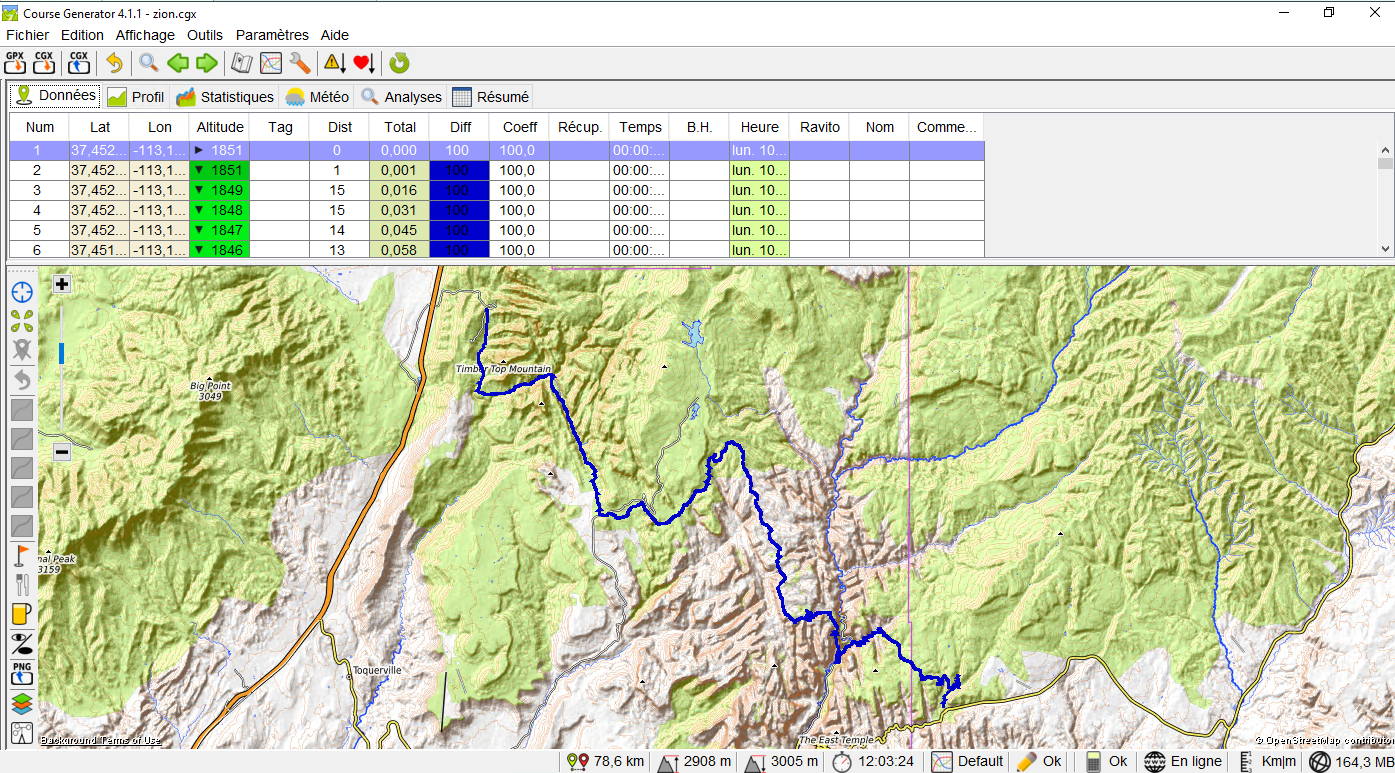 Course Generator 4.1.1 - zion.cgx
Fichier Edition Affichage Outils Paramètres Aide
GPX CGX CGX
Données Profil Statistiques Météo Analyses Résumé
Num Lat Lon Altitude Tag Dist Total Diff Coeff Récup. Temps B.H. Heure Ravito Nom Comme...
1 37,452... -113,1... 1851 0 0,000 100 100,0 00:00:... lun. 10...
2 37,452... -113,1... 1851 1 0,001 100 100,0 00:00:... lun. 10...
3 37,452... -113,1... 1849 15 0,016 100 100,0 00:00:... lun. 10...
4 37,452... -113,1... 1848 15 0,031 100 100,0 00:00:... lun. 10...
5 37,452... -113,1... 1847 14 0,045 100 100,0 00:00:... lun. 10...
6 37,451... -113,1... 1846 13 0,058 100 100,0 00:00:... lun. 10...
Timber Top Mountain
Big Point
3049
nal Peak
3159
Toquerville
The East Temple
PNG
Background Terms of Use
© OpenStreetMap contributor
78,6 km 2908 m 3005 m 12:03:24 Default Ok Ok En ligne Km|m 164,3 ME